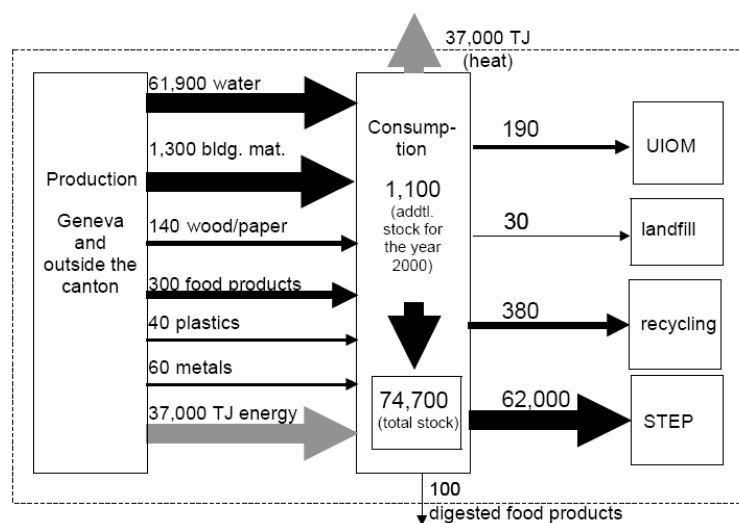 37,000 TJ
(heat)
61,900 water
1,300 bldg. mat.
Production
Geneva
and
outside the
canton
140 wood/paper
300 food products
40 plastics
60 metals
37,000 TJ energy
Consump-
tion
1,100
(addtl.
stock for
the year
2000)
74,700
(total stock)
190
UIOM
30
landfill
380
recycling
62,000
STEP
100
digested food products